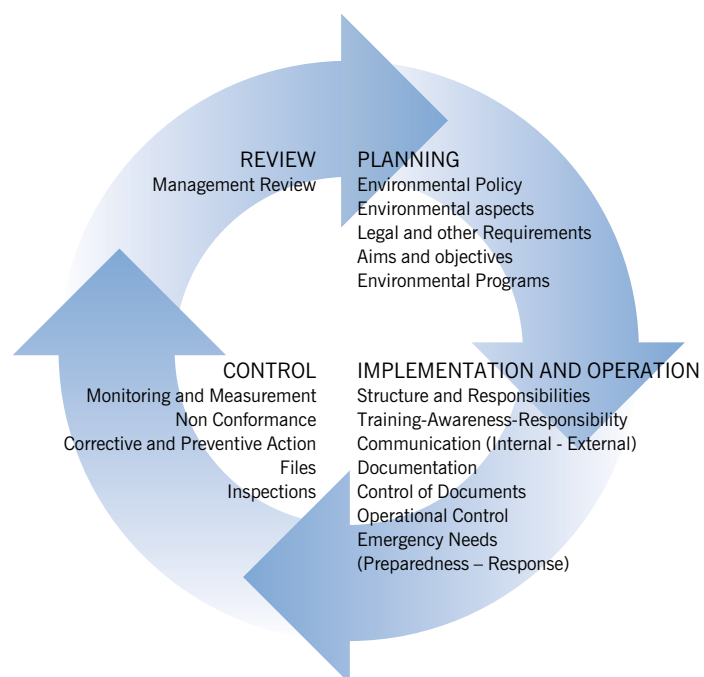 REVIEW
Management Review
PLANNING
Environmental Policy
Environmental aspects
Legal and other Requirements
Aims and objectives
Environmental Programs
CONTROL
Monitoring and Measurement
Non Conformance
Corrective and Preventive Action
Files
Inspections
IMPLEMENTATION AND OPERATION
Structure and Responsibilities
Training-Awareness-Responsibility
Communication (Internal - External)
Documentation
Control of Documents
Operational Control
Emergency Needs
(Preparedness – Response)